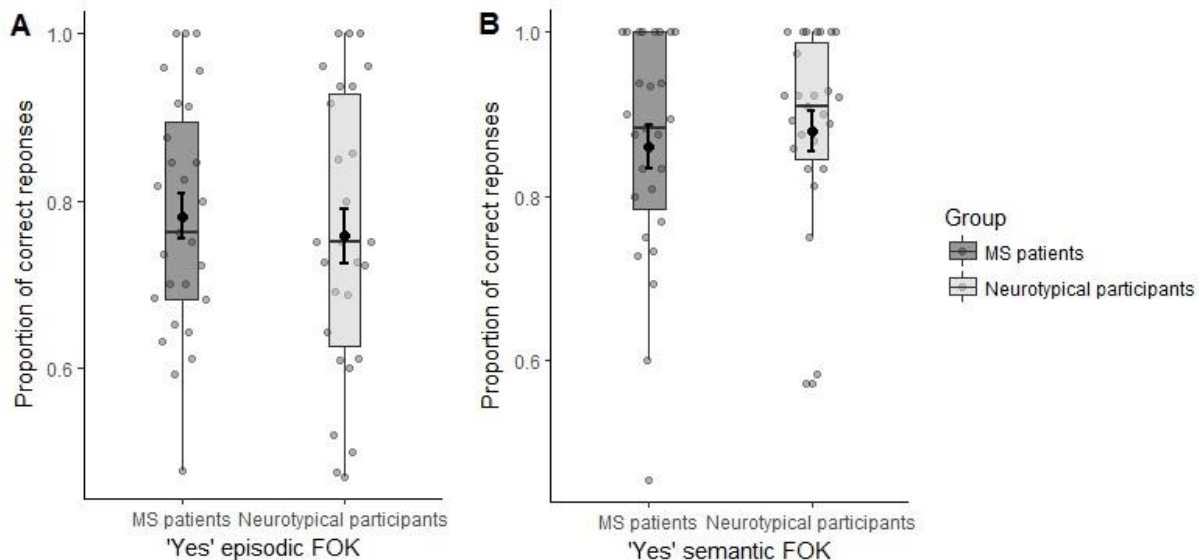 A
Proportion of correct reponses
1.0
0.8
0.6
MS patients Neurotypical participants
'Yes' episodic FOK
B
Proportion of correct reponses
1.0
0.8
0.6
MS patients Neurotypical participants
'Yes' semantic FOK
Group
MS patients
Neurotypical participants